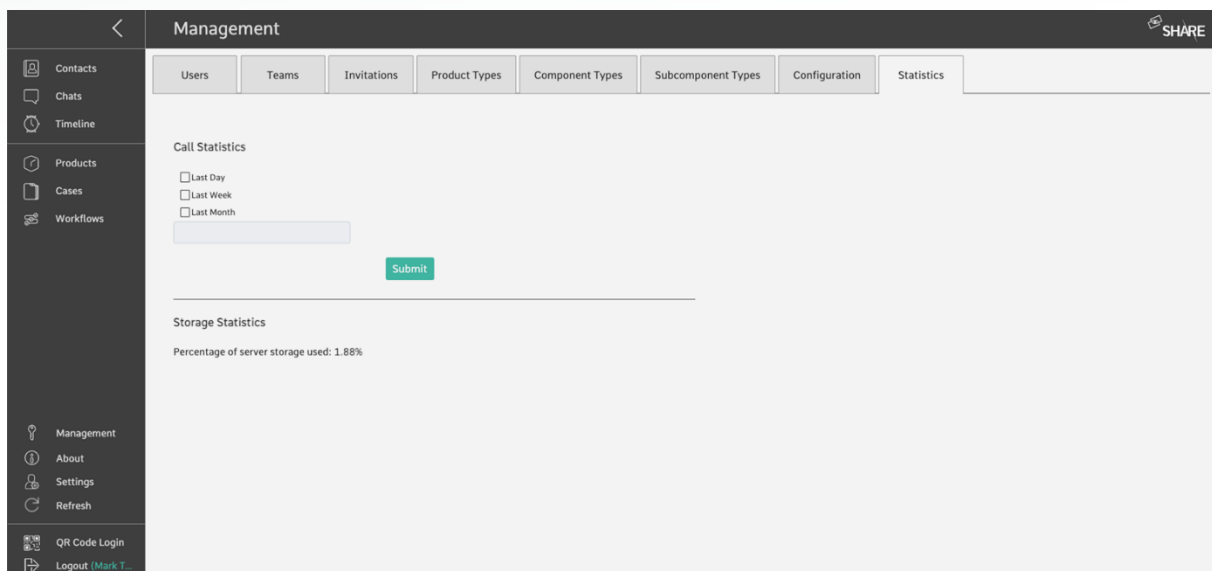 Management
SHARE
Contacts
Chats
Timeline
Products
Cases
Workflows
Management
About
Settings
Refresh
QR Code Login
Logout (Mark T...
Users
Teams
Invitations
Product Types
Component Types
Subcomponent Types
Configuration
Statistics
Call Statistics
Last Day
Last Week
Last Month
Submit
Storage Statistics
Percentage of server storage used: 1.88%